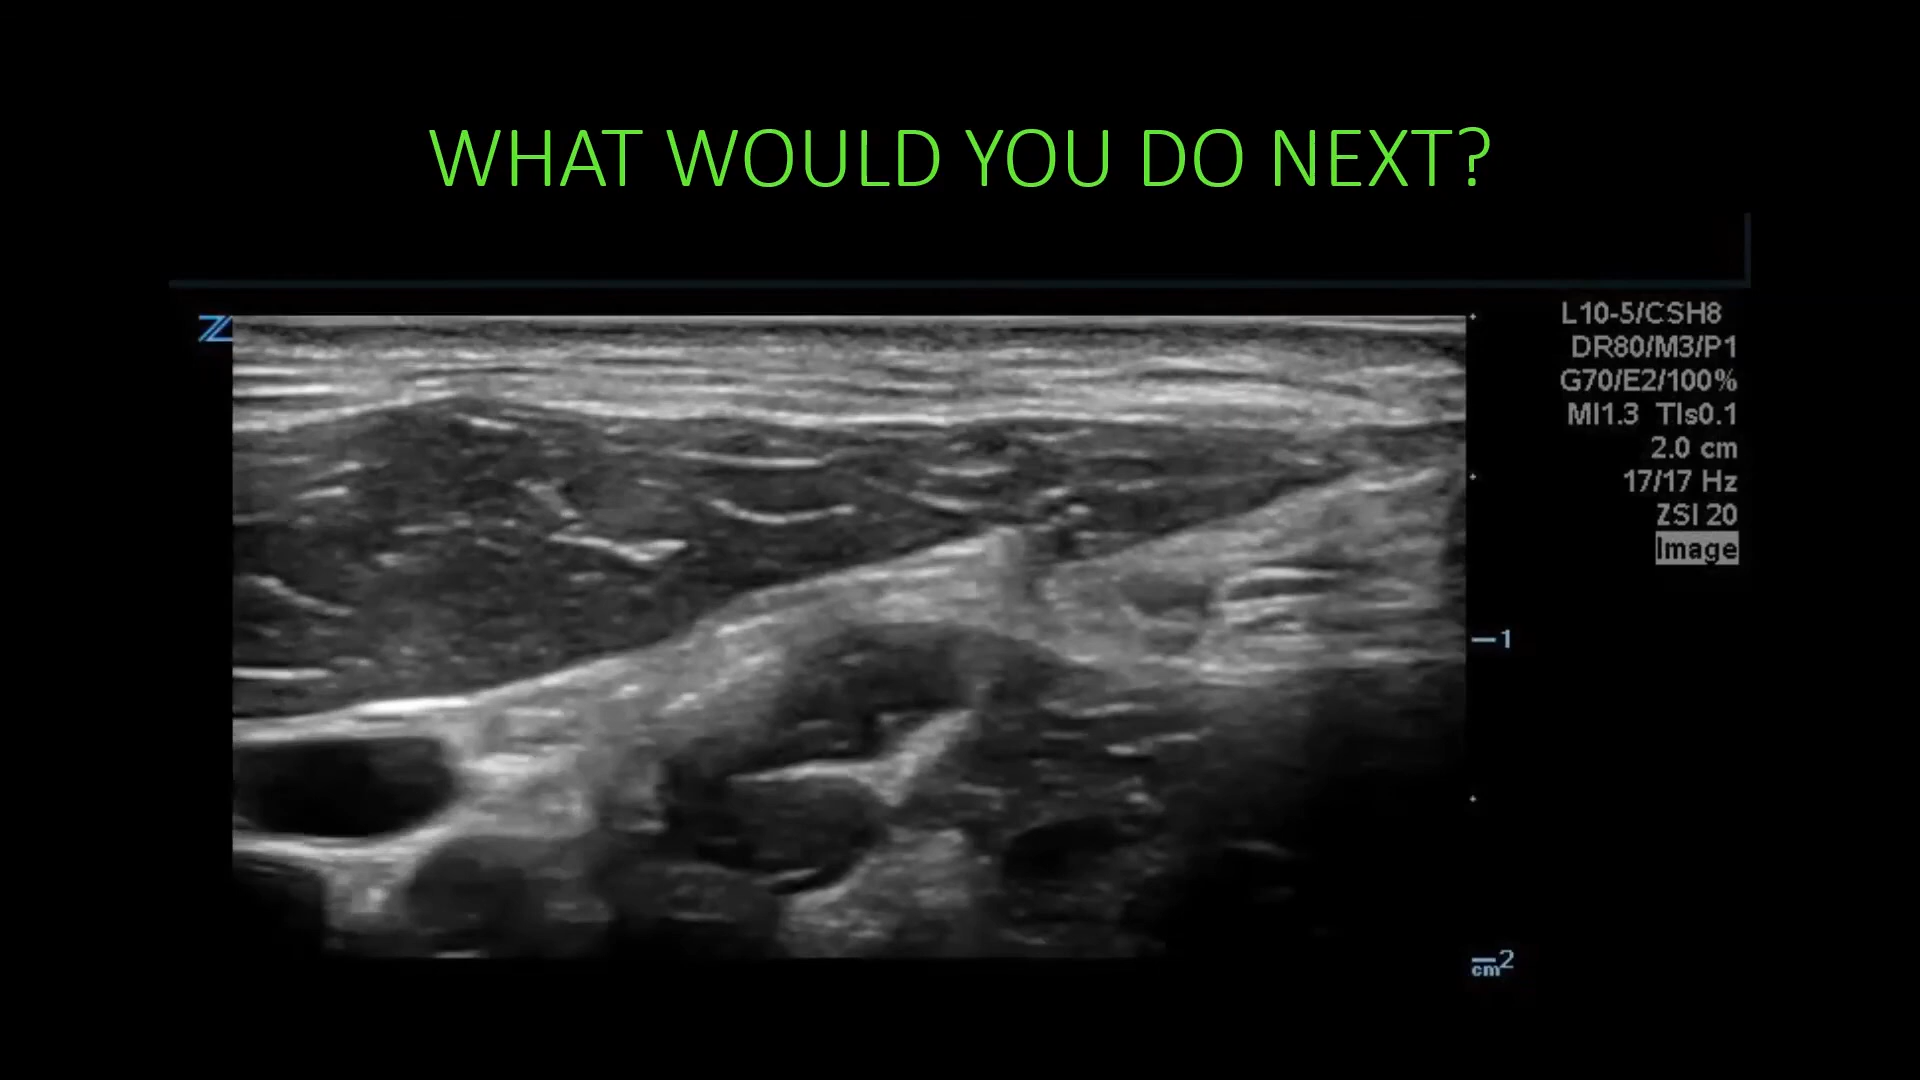 WHAT WOULD YOU DO NEXT?
Z
L10-5/CSH8
DR80/M3/P1
G70/E2/100%
MI1.3 TIs0.1
2.0 cm
17/17 Hz
ZSI 20
Image
1
2
cm